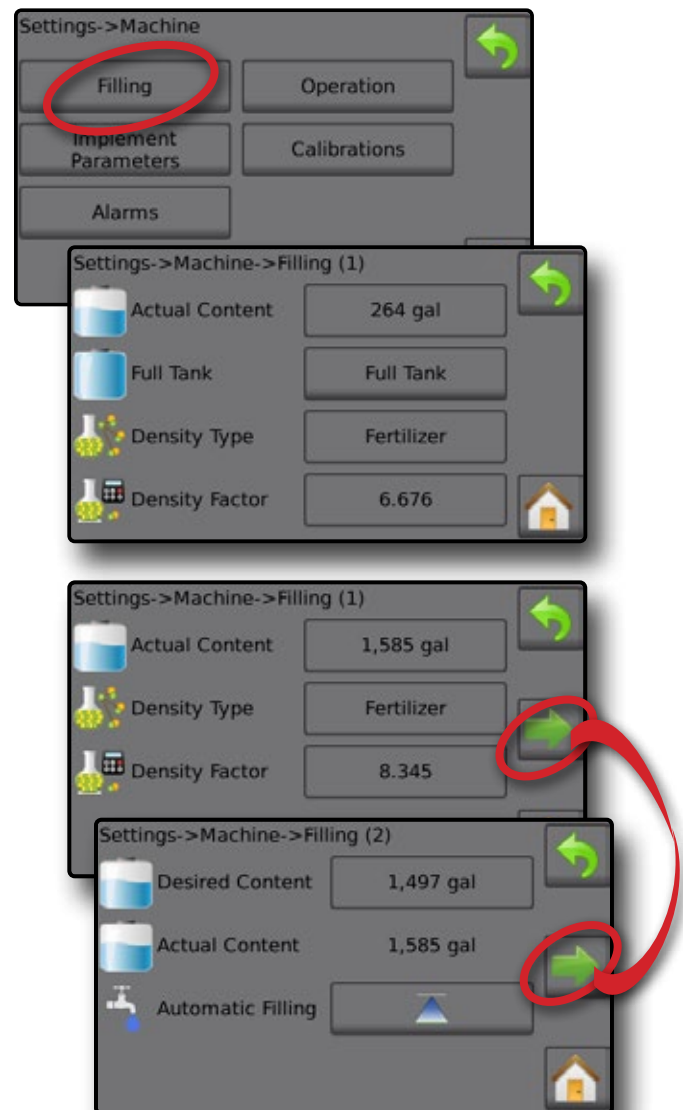 Settings->Machine
Filling
Operation
Implement
Parameters
Calibrations
Alarms
Settings->Machine->Filling (1)
Actual Content 264 gal
Full Tank Full Tank
Density Type Fertilizer
Density Factor 6.676
Settings->Machine->Filling (1)
Actual Content 1,585 gal
Density Type Fertilizer
Density Factor 8.345
Settings->Machine->Filling (2)
Desired Content 1,497 gal
Actual Content 1,585 gal
Automatic Filling